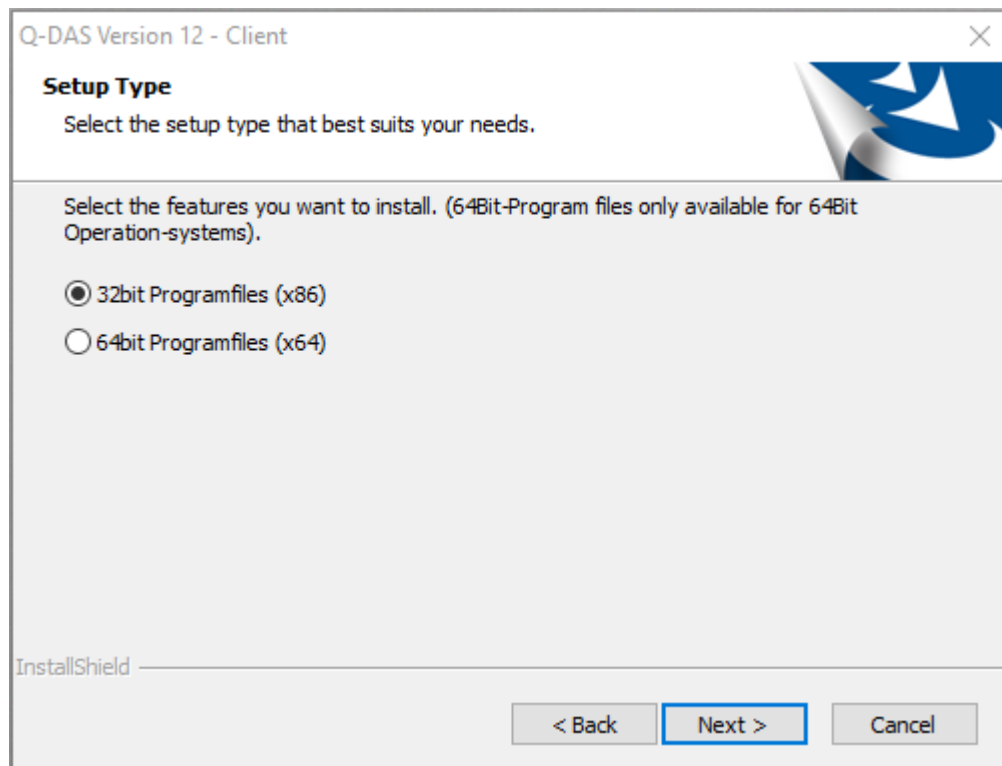 Q-DAS Version 12 - Client
Setup Type
Select the setup type that best suits your needs.
Select the features you want to install. (64Bit-Program files only available for 64Bit
Operation-systems).
32bit Programfiles (x86)
64bit Programfiles (x64)
InstallShield
< Back Next > Cancel